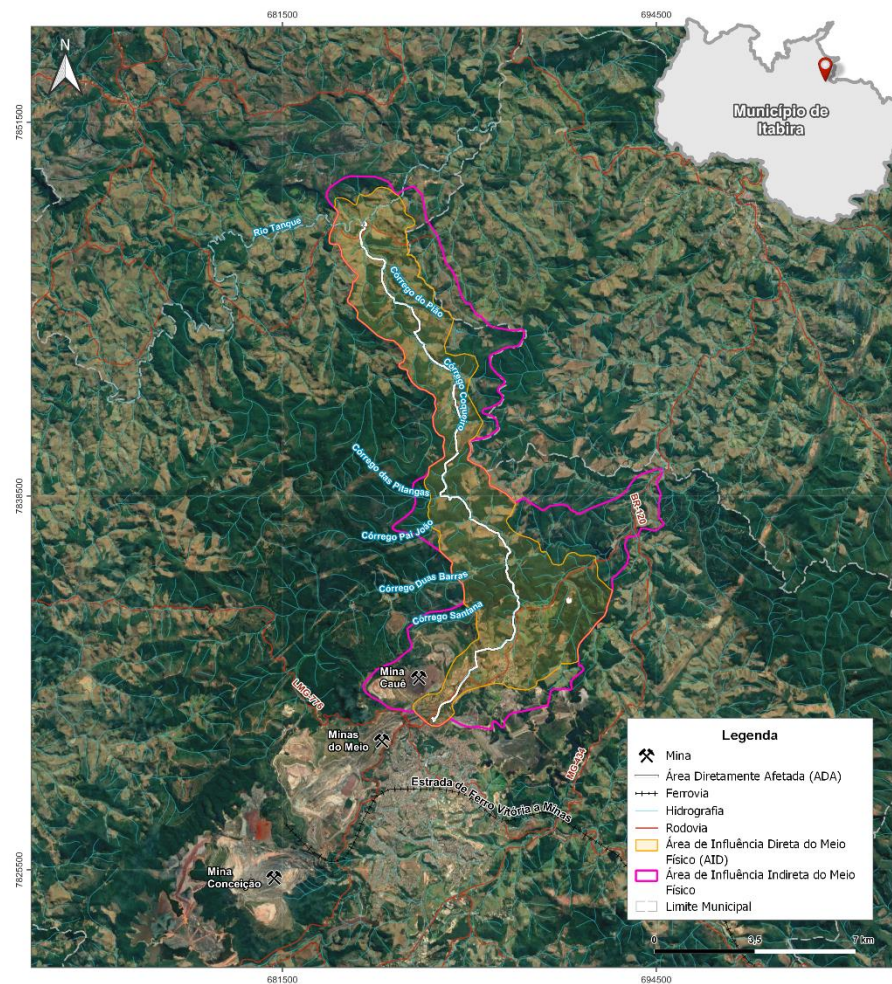 681500
694500
N
Município de
Itabira
7851500
Rio Tanque
Córrego do Pião
Córrego Coqueiro
Córrego das Pitangas
7838500
BR-120
Córrego Pai João
Córrego Duas Barras
Córrego Santana
Mina
Cauê
LMG-776
Minas
do Meio
MG-434
Estrada de Ferro Vitória a Minas
7825500
Mina
Conceição
Legenda
Mina
Área Diretamente Afetada (ADA)
Ferrovia
Hidrografia
Rodovia
Área de Influência Direta do Meio
Físico (AID)
Área de Influência Indireta do Meio
Físico
Limite Municipal
0
3,5
7 km
681500
694500